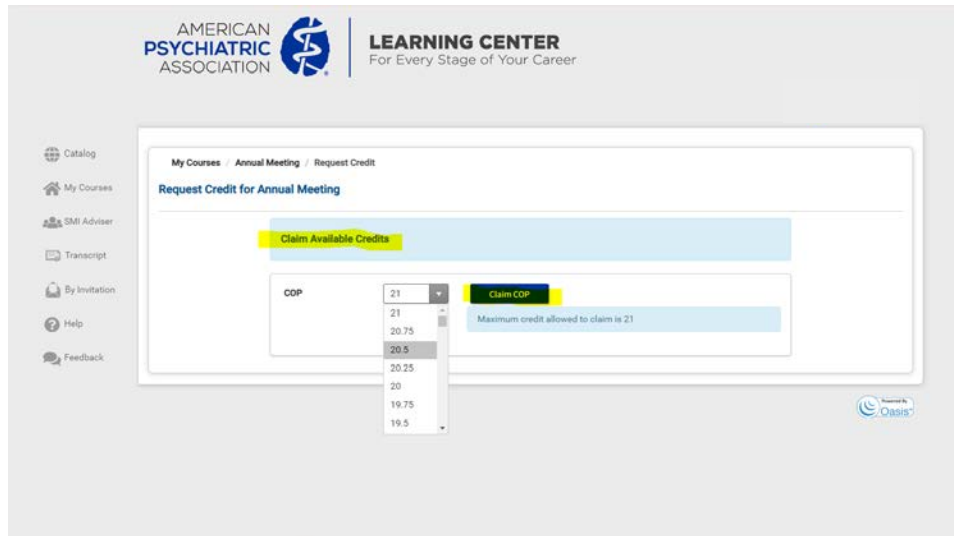 AMERICAN
PSYCHIATRIC
ASSOCIATION
LEARNING CENTER
For Every Stage of Your Career
Catalog
My Courses
SMI Adviser
Transcript
By Invitation
Help
Feedback
My Courses / Annual Meeting / Request Credit
Request Credit for Annual Meeting
Claim Available Credits
COP
21
Claim COP
Maximum credit allowed to claim is 21
21
20.75
20.5
20.25
20
19.75
19.5
Powered By
Oasis